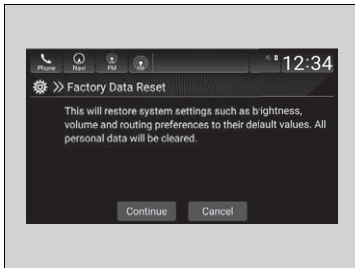 Phone Navi FM
12:34
Factory Data Reset
This will restore system settings such as brightness,
volume and routing preferences to their default values. All
personal data will be cleared.
Continue Cancel